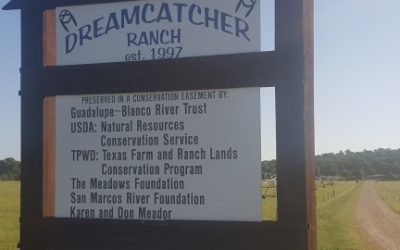 DREAMCATCHER
RANCH
est. 1997
PRESERVED IN A CONSERVATION EASEMENT BY:
Guadalupe-Blanco River Trust
USDA: Natural Resources
Conservation Service
TPWD: Texas Farm and Ranch Lands
Conservation Program
The Meadows Foundation
San Marcos River Foundation
Karen and Don Meador